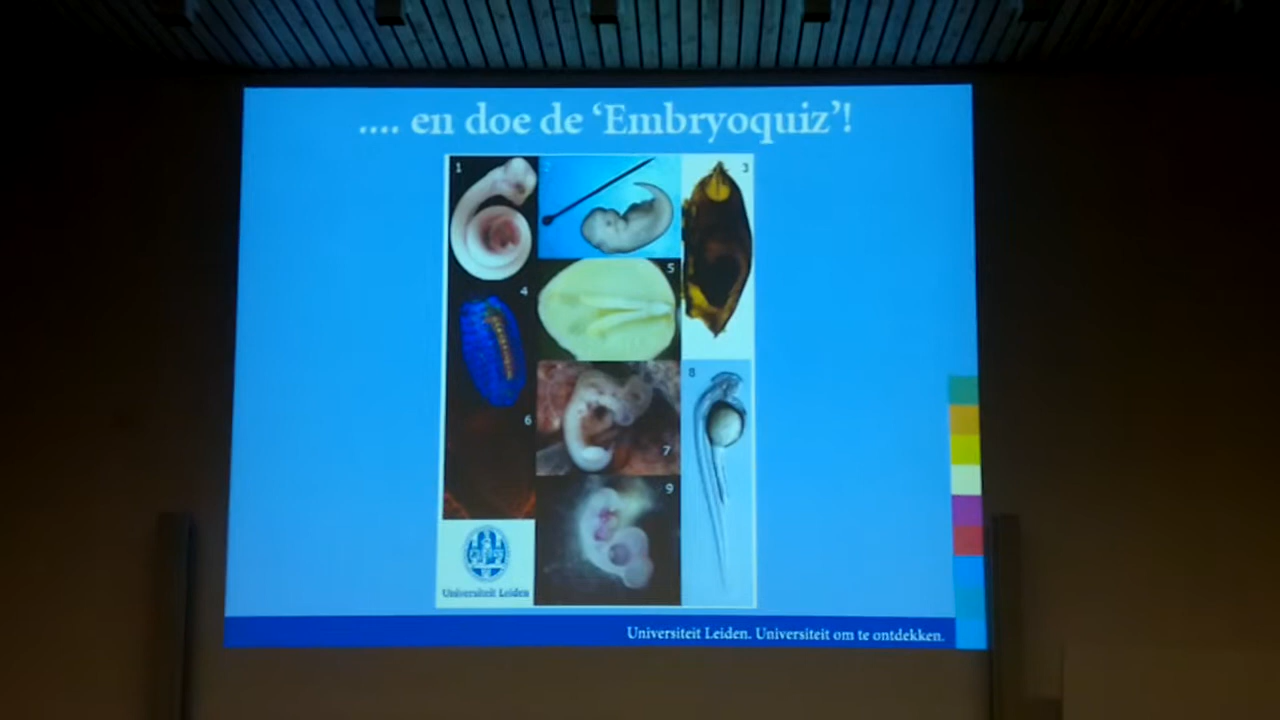 .... en doe de ‘Embryoquiz’!
1
3
5
4
8
6
7
9
Universiteit Leiden
Universiteit Leiden. Universiteit om te ontdekken.